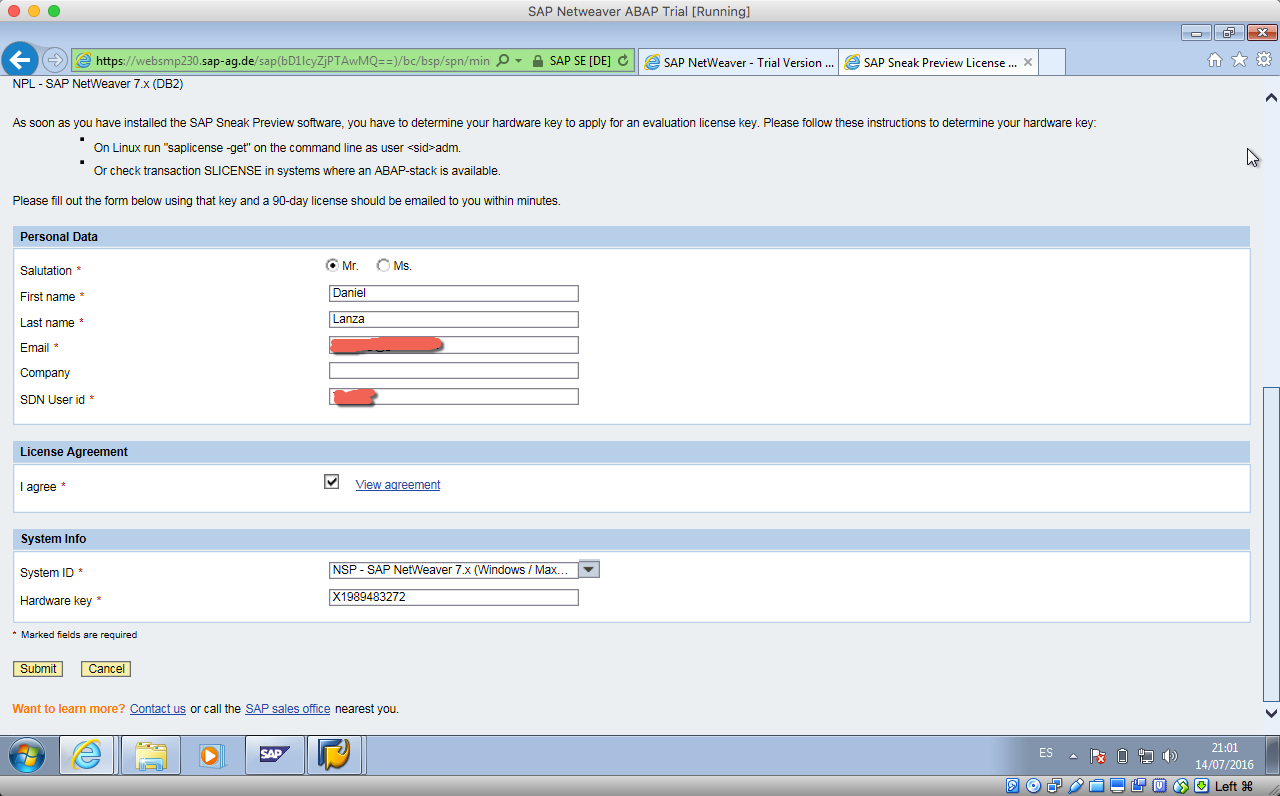 SAP Netweaver ABAP Trial [Running]
https://websmp230.sap-ag.de/sap(bD1lcyZjPTAwMQ==)/bc/bsp/spn/min
SAP SE [DE]
SAP NetWeaver - Trial Version ...
SAP Sneak Preview License ...
NPL - SAP NetWeaver 7.x (DB2)
As soon as you have installed the SAP Sneak Preview software, you have to determine your hardware key to apply for an evaluation license key. Please follow these instructions to determine your hardware key:
On Linux run "saplicense -get" on the command line as user <sid>adm.
Or check transaction SLICENSE in systems where an ABAP-stack is available.
Please fill out the form below using that key and a 90-day license should be emailed to you within minutes.
Personal Data
Salutation * Mr. Ms.
First name * Daniel
Last name * Lanza
Email *
Company
SDN User id *
License Agreement
I agree * View agreement
System Info
System ID * NSP - SAP NetWeaver 7.x (Windows / Max...
Hardware key * X1989483272
* Marked fields are required
Submit Cancel
Want to learn more? Contact us or call the SAP sales office nearest you.
SAP
ES
21:01
14/07/2016
Left ⌘